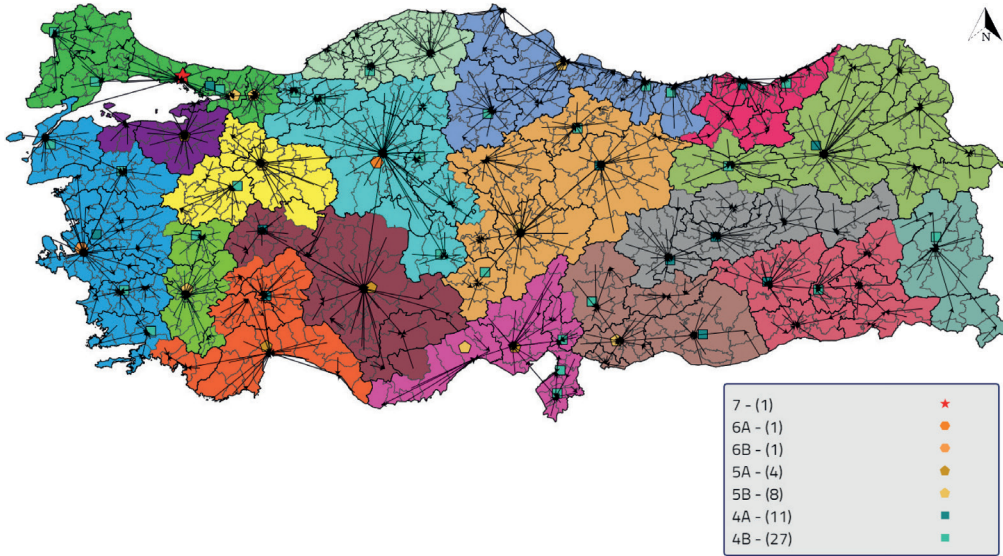 N
7 - (1)
6A - (1)
6B - (1)
5A - (4)
5B - (8)
4A - (11)
4B - (27)